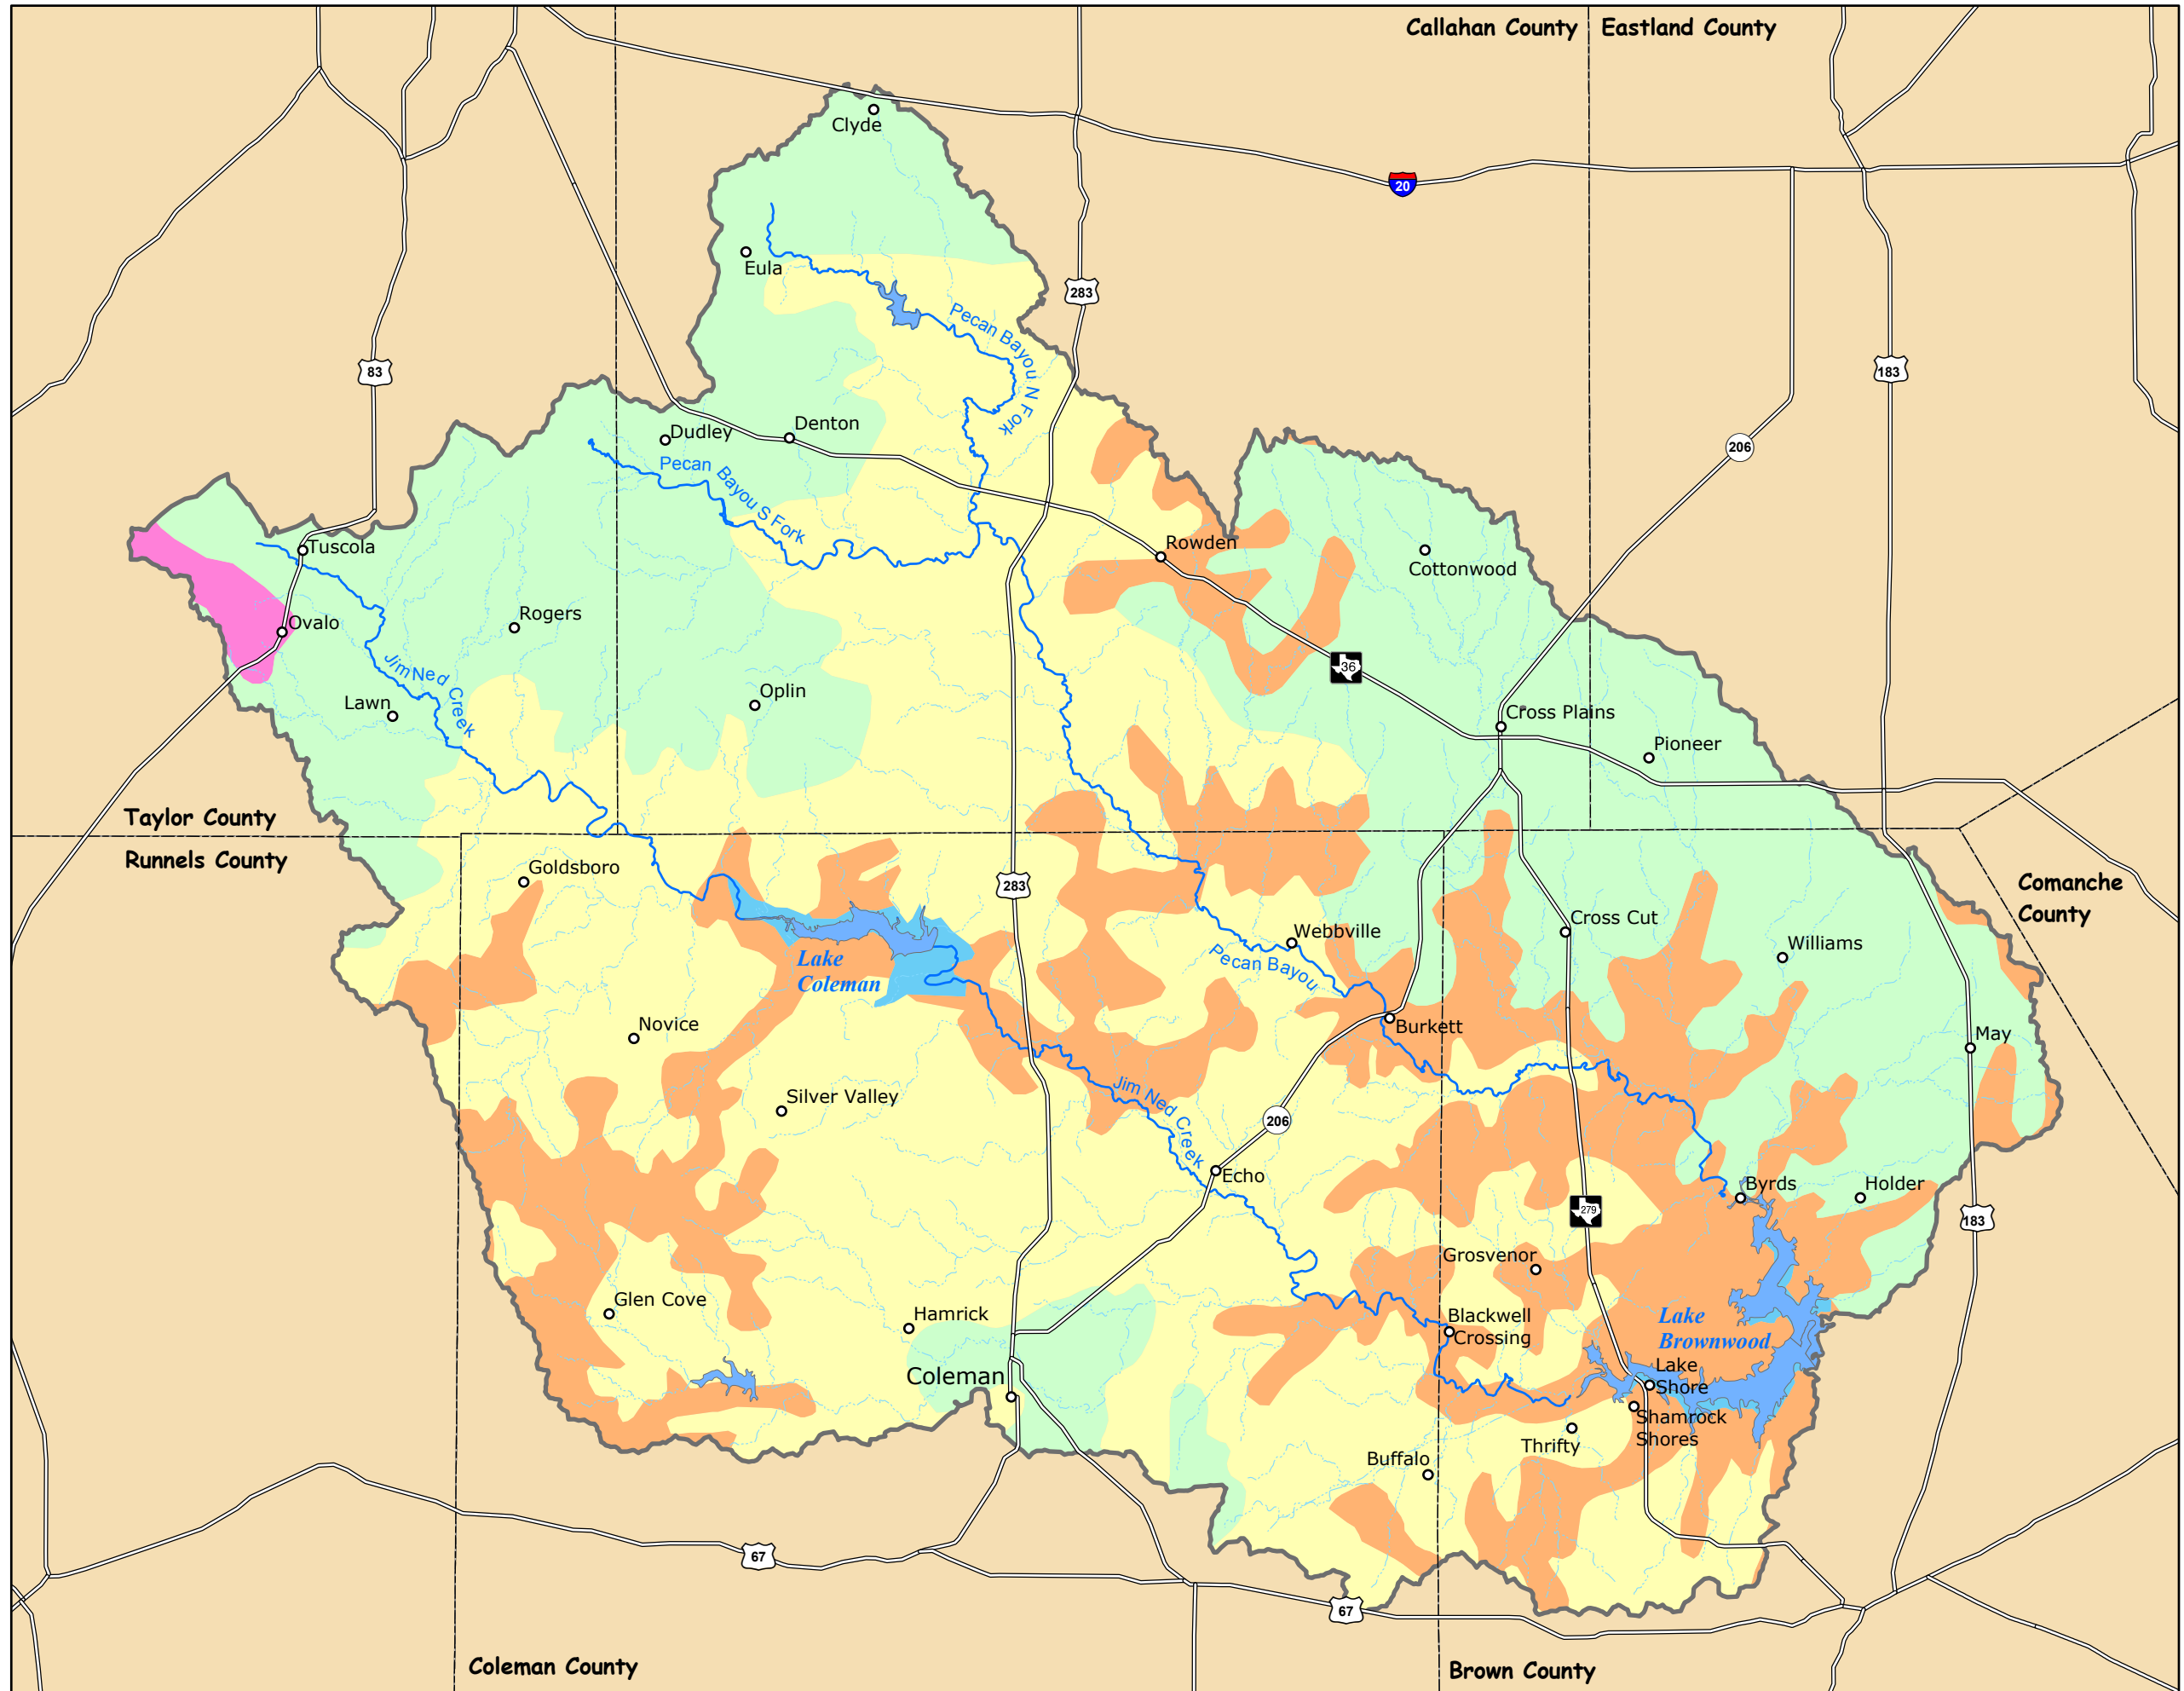 Callahan County
Eastland County
Clyde
20
Eula
283
Pecan Bayou N Fork
83
183
Dudley
Denton
206
Pecan Bayou S Fork
Tuscola
Rowden
Cottonwood
Ovalo
Rogers
36
JimNed Creek
Lawn
Oplin
Cross Plains
Pioneer
Taylor County
Runnels County
Goldsboro
283
Comanche
County
Cross Cut
Webbville
Williams
Lake
Coleman
Pecan Bayou
Novice
Burkett
May
Silver Valley
Jim Ned Creek
206
Echo
Byrds
Holder
279
183
Grosvenor
Glen Cove
Hamrick
Blackwell
Crossing
Lake
Brownwood
Coleman
Lake
Shore
Shamrock
Shores
Thrifty
Buffalo
67
67
Coleman County
Brown County